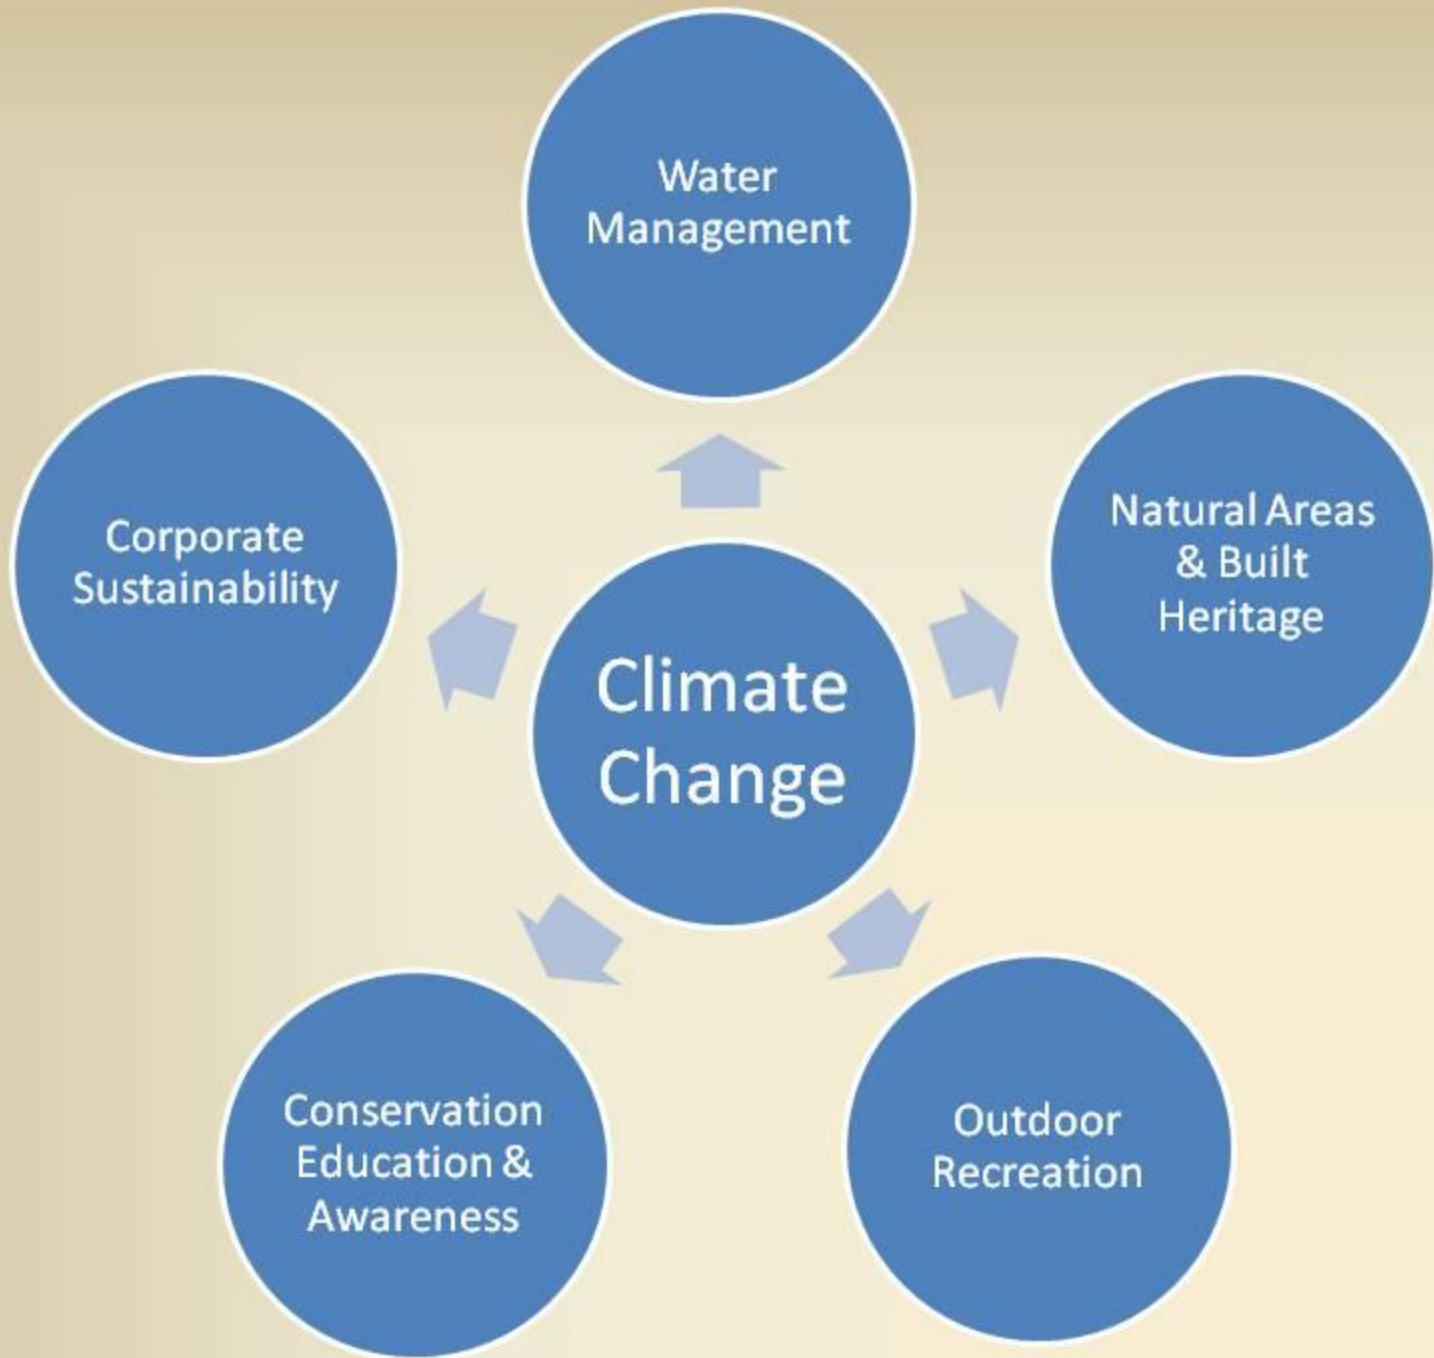 Water
Management
Corporate
Sustainability
Natural Areas
& Built
Heritage
Climate
Change
Conservation
Education &
Awareness
Outdoor
Recreation